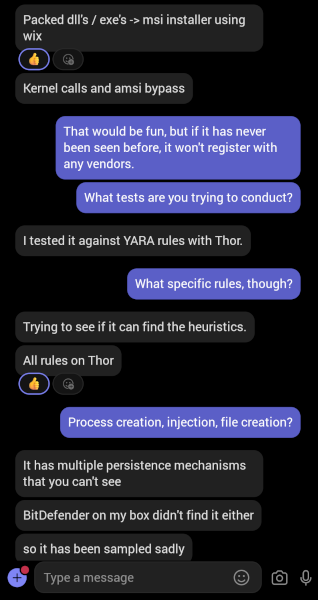 Packed dll's / exe's -> msi installer using
wix
Kernel calls and amsi bypass
That would be fun, but if it has never
been seen before, it won't register with
any vendors.
What tests are you trying to conduct?
I tested it against YARA rules with Thor.
What specific rules, though?
Trying to see if it can find the heuristics.
All rules on Thor
Process creation, injection, file creation?
It has multiple persistence mechanisms
that you can't see
BitDefender on my box didn't find it either
so it has been sampled sadly
Type a message